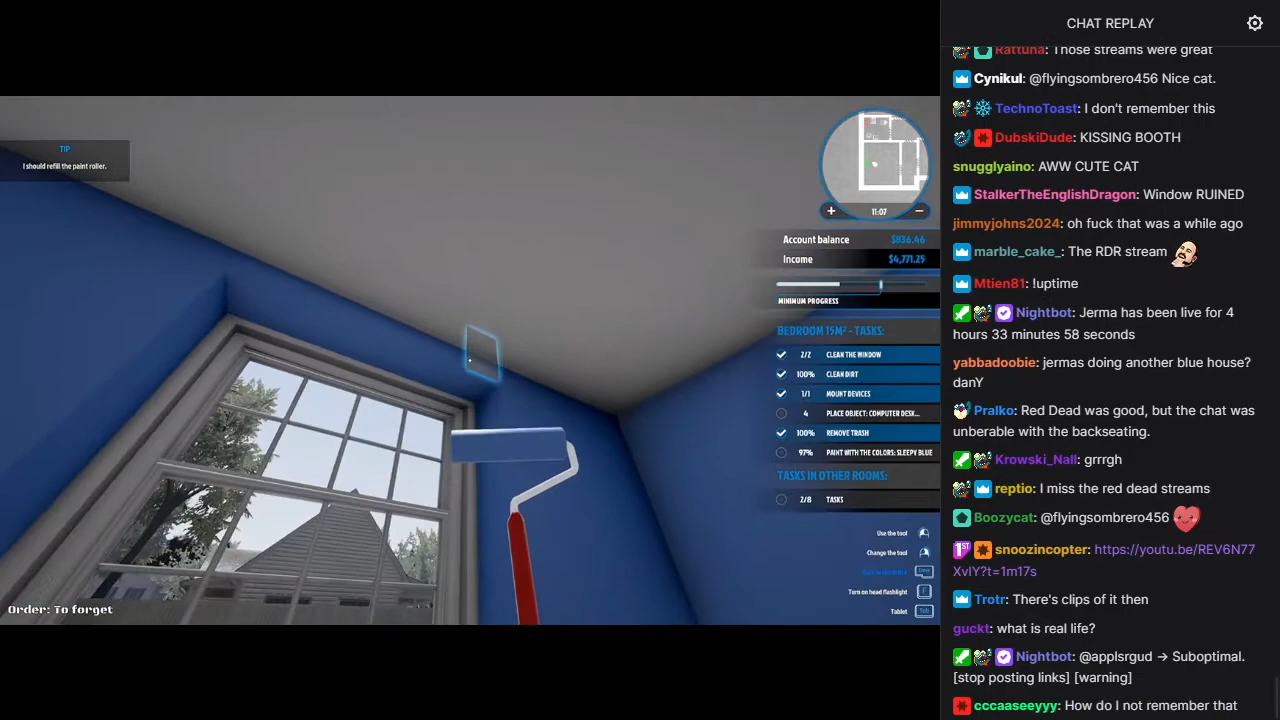 TIP
I should refill the paint roller.
+ 11:07 −
Account balance $836.46
Income $4,771.29
MINIMUM PROGRESS
BEDROOM 15M² - TASKS:
2/2 CLEAN THE WINDOW
100% CLEAN DIRT
1/1 MOUNT DEVICES
4 PLACE OBJECT: COMPUTER DESK...
100% REMOVE TRASH
97% PAINT WITH THE COLORS: SLEEPY BLUE
TASKS IN OTHER ROOMS:
2/8 TASKS
Use the tool
Change the tool
Turn on head flashlight F
Tablet Tab
Order: To forget
CHAT REPLAY
Rattuna: Those streams were great
Cynikul: @flyingsombrero456 Nice cat.
TechnoToast: I don't remember this
DubskiDude: KISSING BOOTH
snugglyaino: AWW CUTE CAT
StalkerTheEnglishDragon: Window RUINED
jimmyjohns2024: oh fuck that was a while ago
marble_cake_: The RDR stream
Mtien81: !uptime
Nightbot: Jerma has been live for 4
hours 33 minutes 58 seconds
yabbadoobie: jermas doing another blue house?
danY
Pralko: Red Dead was good, but the chat was
unberable with the backseating.
Krowski_Nall: grrrgh
reptio: I miss the red dead streams
Boozycat: @flyingsombrero456
1ST snoozincopter: https://youtu.be/REV6N77
XvIY?t=1m17s
Trotr: There's clips of it then
guckt: what is real life?
Nightbot: @applsrgud → Suboptimal.
[stop posting links] [warning]
cccaaseeyyy: How do I not remember that